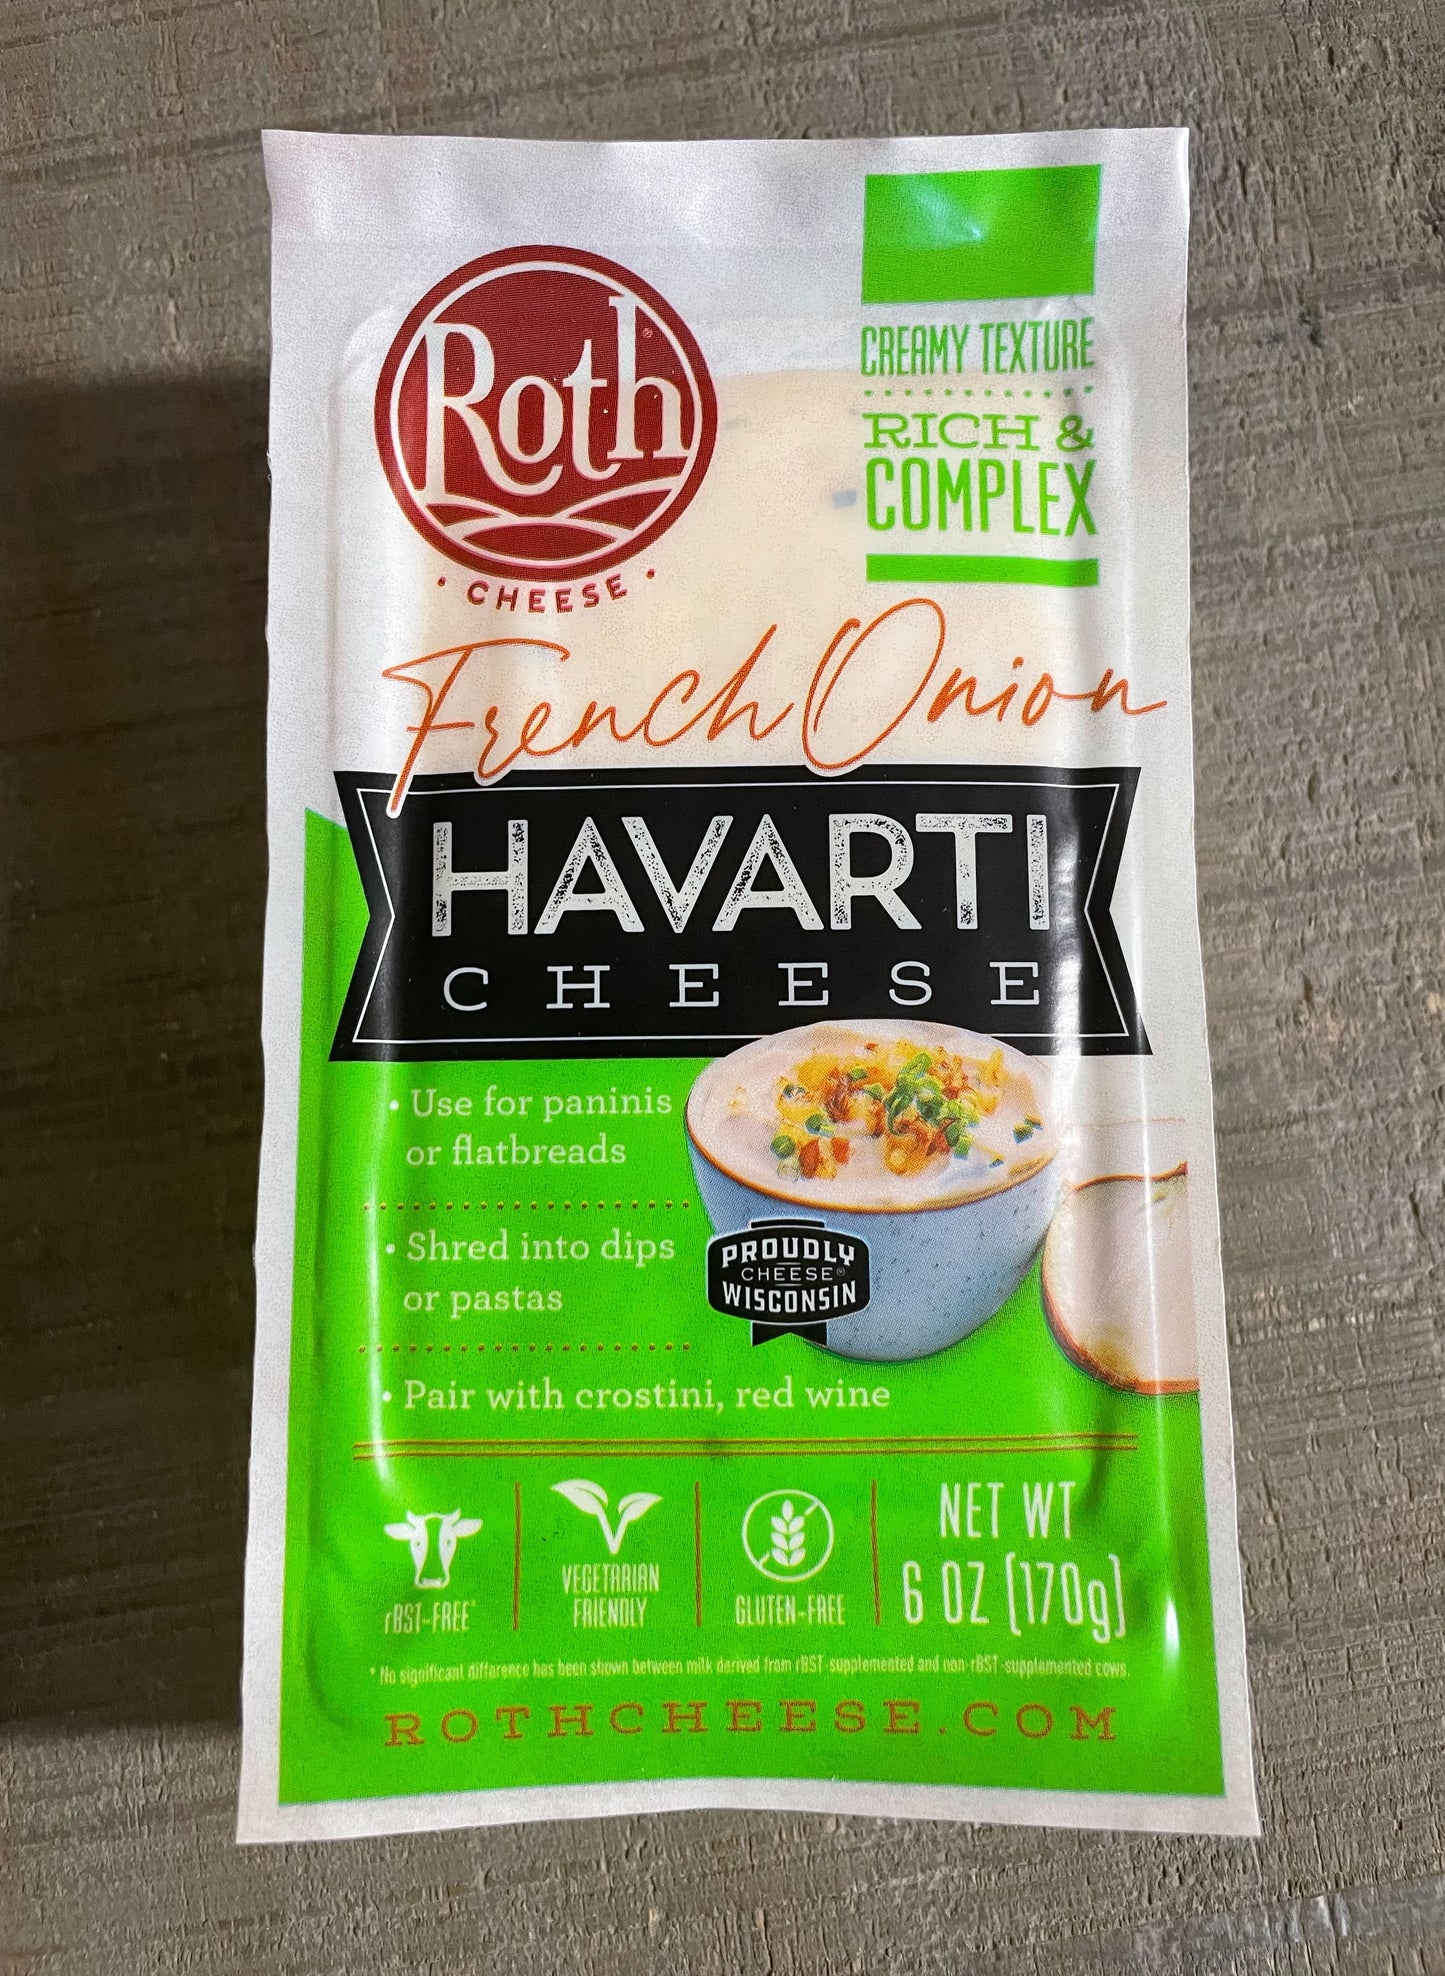 Roth®
• CHEESE •
CREAMY TEXTURE
RICH &
COMPLEX
French Onion
HAVARTI
CHEESE
• Use for paninis
or flatbreads
• Shred into dips
or pastas
• Pair with crostini, red wine
PROUDLY
CHEESE®
WISCONSIN
rBST-FREE*
VEGETARIAN
FRIENDLY
GLUTEN-FREE
NET WT
6 OZ (170g)
* No significant difference has been shown between milk derived from rBST-supplemented and non-rBST-supplemented cows.
ROTHCHEESE.COM